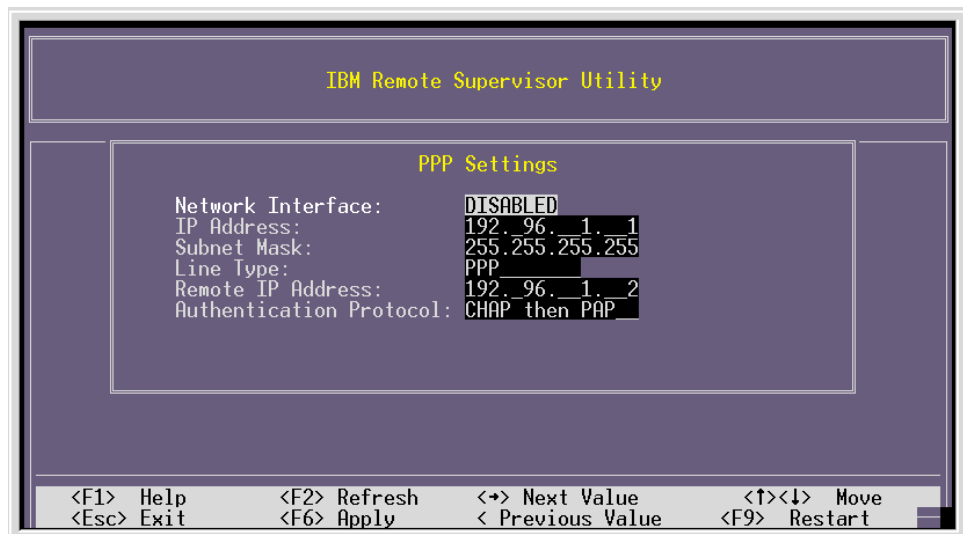 IBM Remote Supervisor Utility
PPP Settings
Network Interface: DISABLED
IP Address: 192._96.__1.__1
Subnet Mask: 255.255.255.255
Line Type: PPP________
Remote IP Address: 192._96.__1.__2
Authentication Protocol: CHAP then PAP__
<F1> Help <F2> Refresh <→> Next Value <↑><↓> Move
<Esc> Exit <F6> Apply < Previous Value <F9> Restart